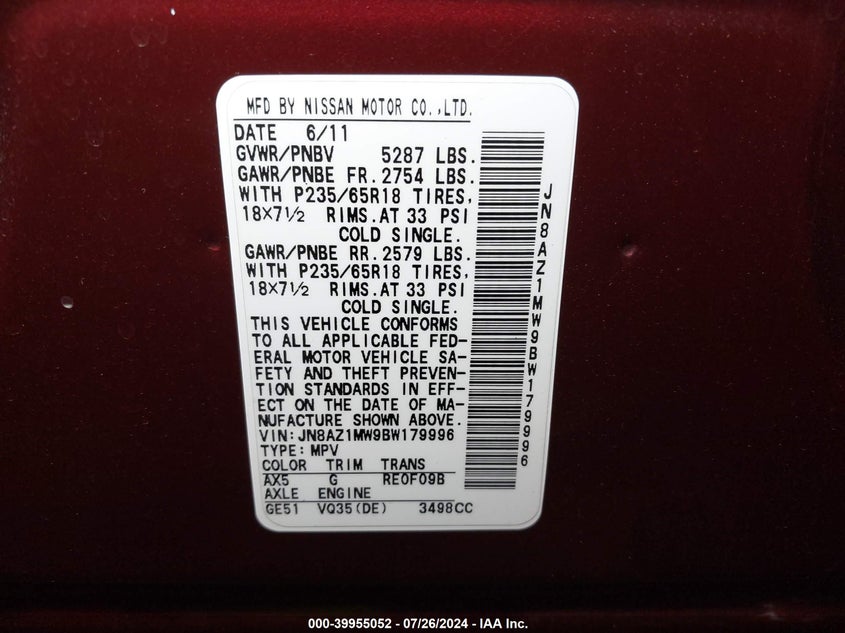 MFD BY NISSAN MOTOR CO.,LTD.
DATE 6/11
GVWR/PNBV 5287 LBS.
GAWR/PNBE FR. 2754 LBS.
WITH P235/65R18 TIRES,
18×7½ RIMS. AT 33 PSI
COLD SINGLE.
GAWR/PNBE RR. 2579 LBS.
WITH P235/65R18 TIRES,
18×7½ RIMS. AT 33 PSI
COLD SINGLE.
THIS VEHICLE CONFORMS
TO ALL APPLICABLE FED-
ERAL MOTOR VEHICLE SA-
FETY AND THEFT PREVEN-
TION STANDARDS IN EFF-
ECT ON THE DATE OF MA-
NUFACTURE SHOWN ABOVE.
VIN:JN8AZ1MW9BW179996
TYPE:MPV
COLOR TRIM TRANS
AX5 G RE0F09B
AXLE ENGINE
GE51 VQ35(DE) 3498CC
JN8AZ1MW9BW179996
000-39955052 - 07/26/2024 - IAA Inc.